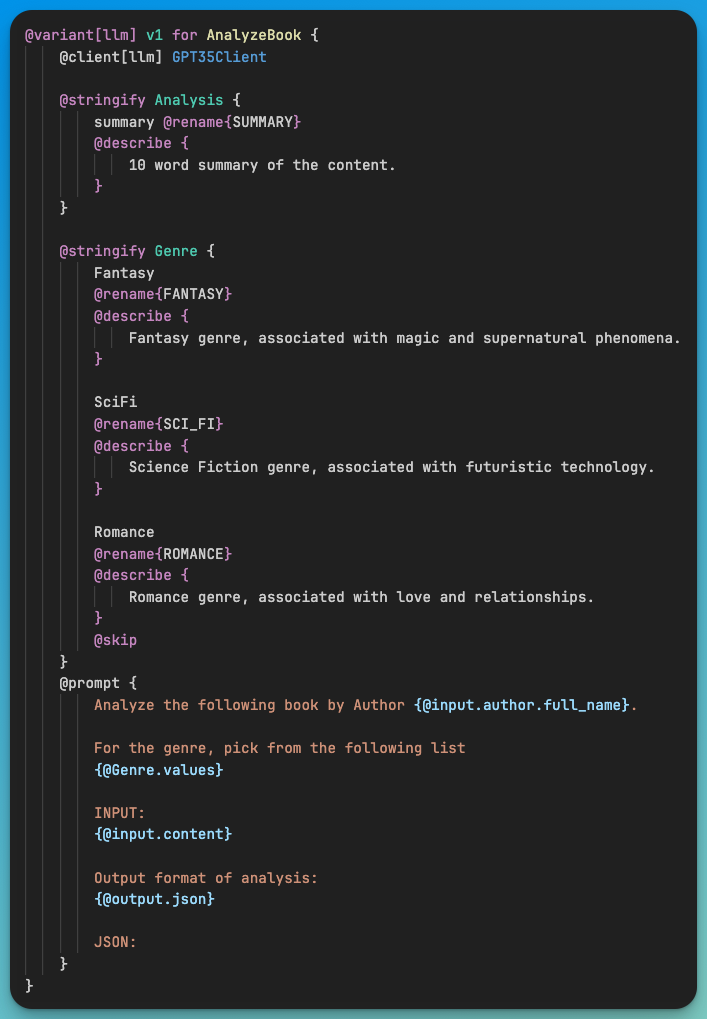 @variant[llm] v1 for AnalyzeBook {
@client[llm] GPT35Client
@stringify Analysis {
summary @rename{SUMMARY}
@describe {
10 word summary of the content.
}
}
@stringify Genre {
Fantasy
@rename{FANTASY}
@describe {
Fantasy genre, associated with magic and supernatural phenomena.
}
SciFi
@rename{SCI_FI}
@describe {
Science Fiction genre, associated with futuristic technology.
}
Romance
@rename{ROMANCE}
@describe {
Romance genre, associated with love and relationships.
}
@skip
}
@prompt {
Analyze the following book by Author {@input.author.full_name}.
For the genre, pick from the following list
{@Genre.values}
INPUT:
{@input.content}
Output format of analysis:
{@output.json}
JSON:
}
}